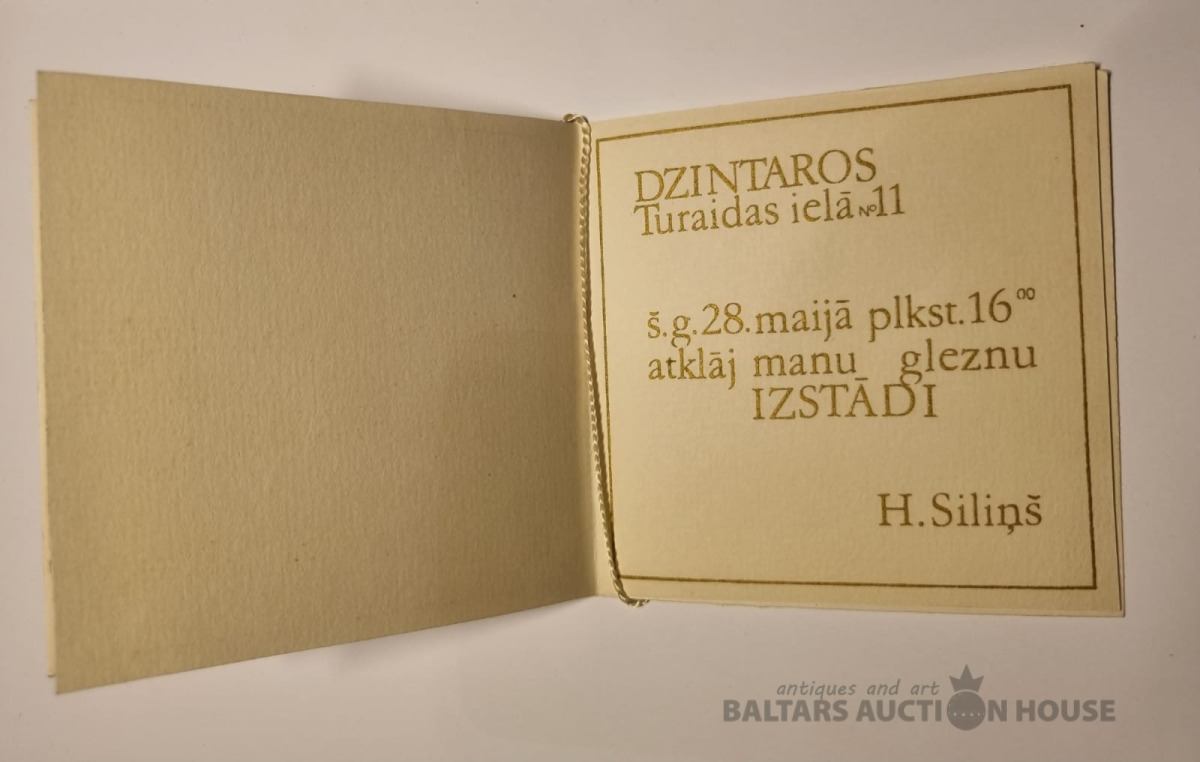 DZINTAROS
Turaidas ielā №11
š.g.28.maijā plkst.16⁰⁰
atklāj manu gleznu
IZSTĀDI
H.Siliņš
antiques and art
BALTARS AUCTION HOUSE